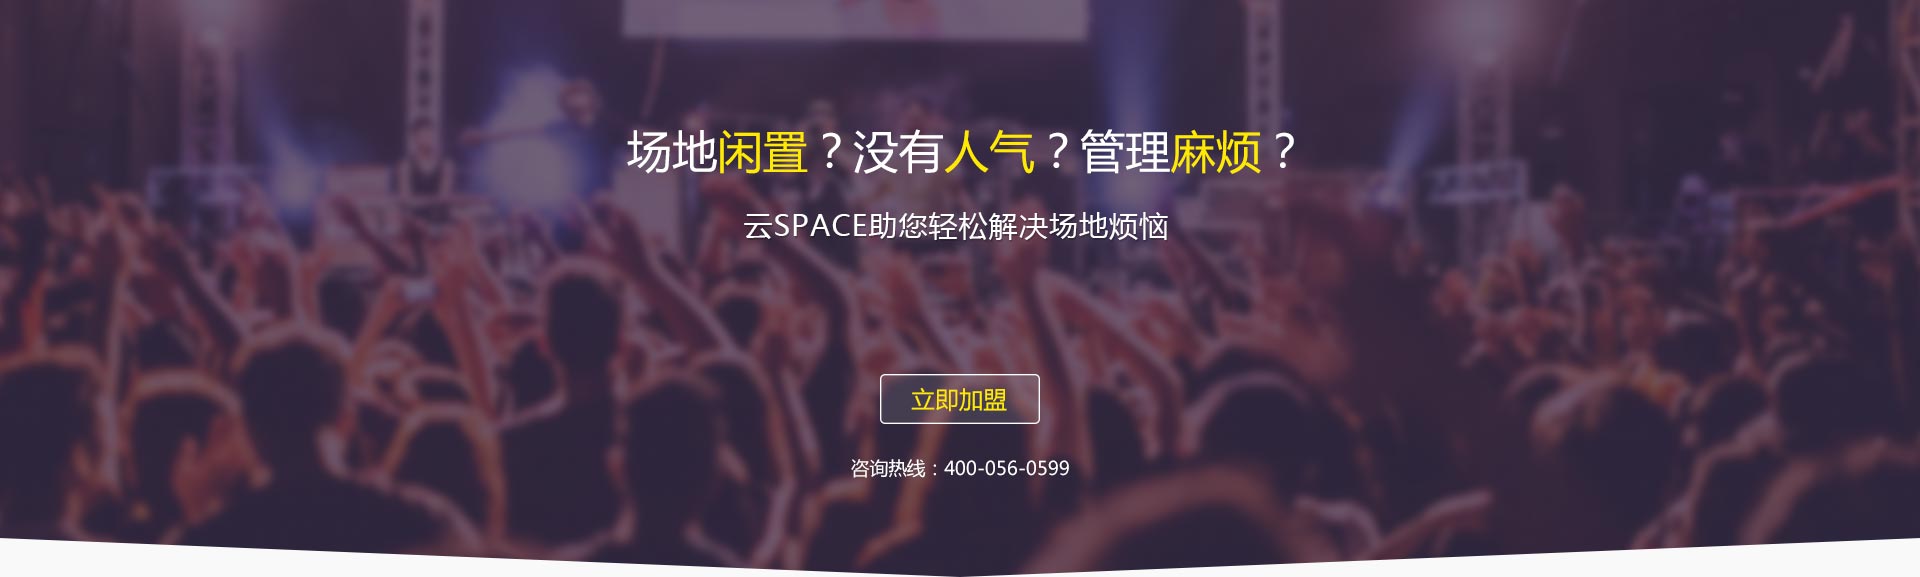 场地闲置？没有人气？管理麻烦？
云SPACE助您轻松解决场地烦恼
立即加盟
咨询热线：400-056-0599